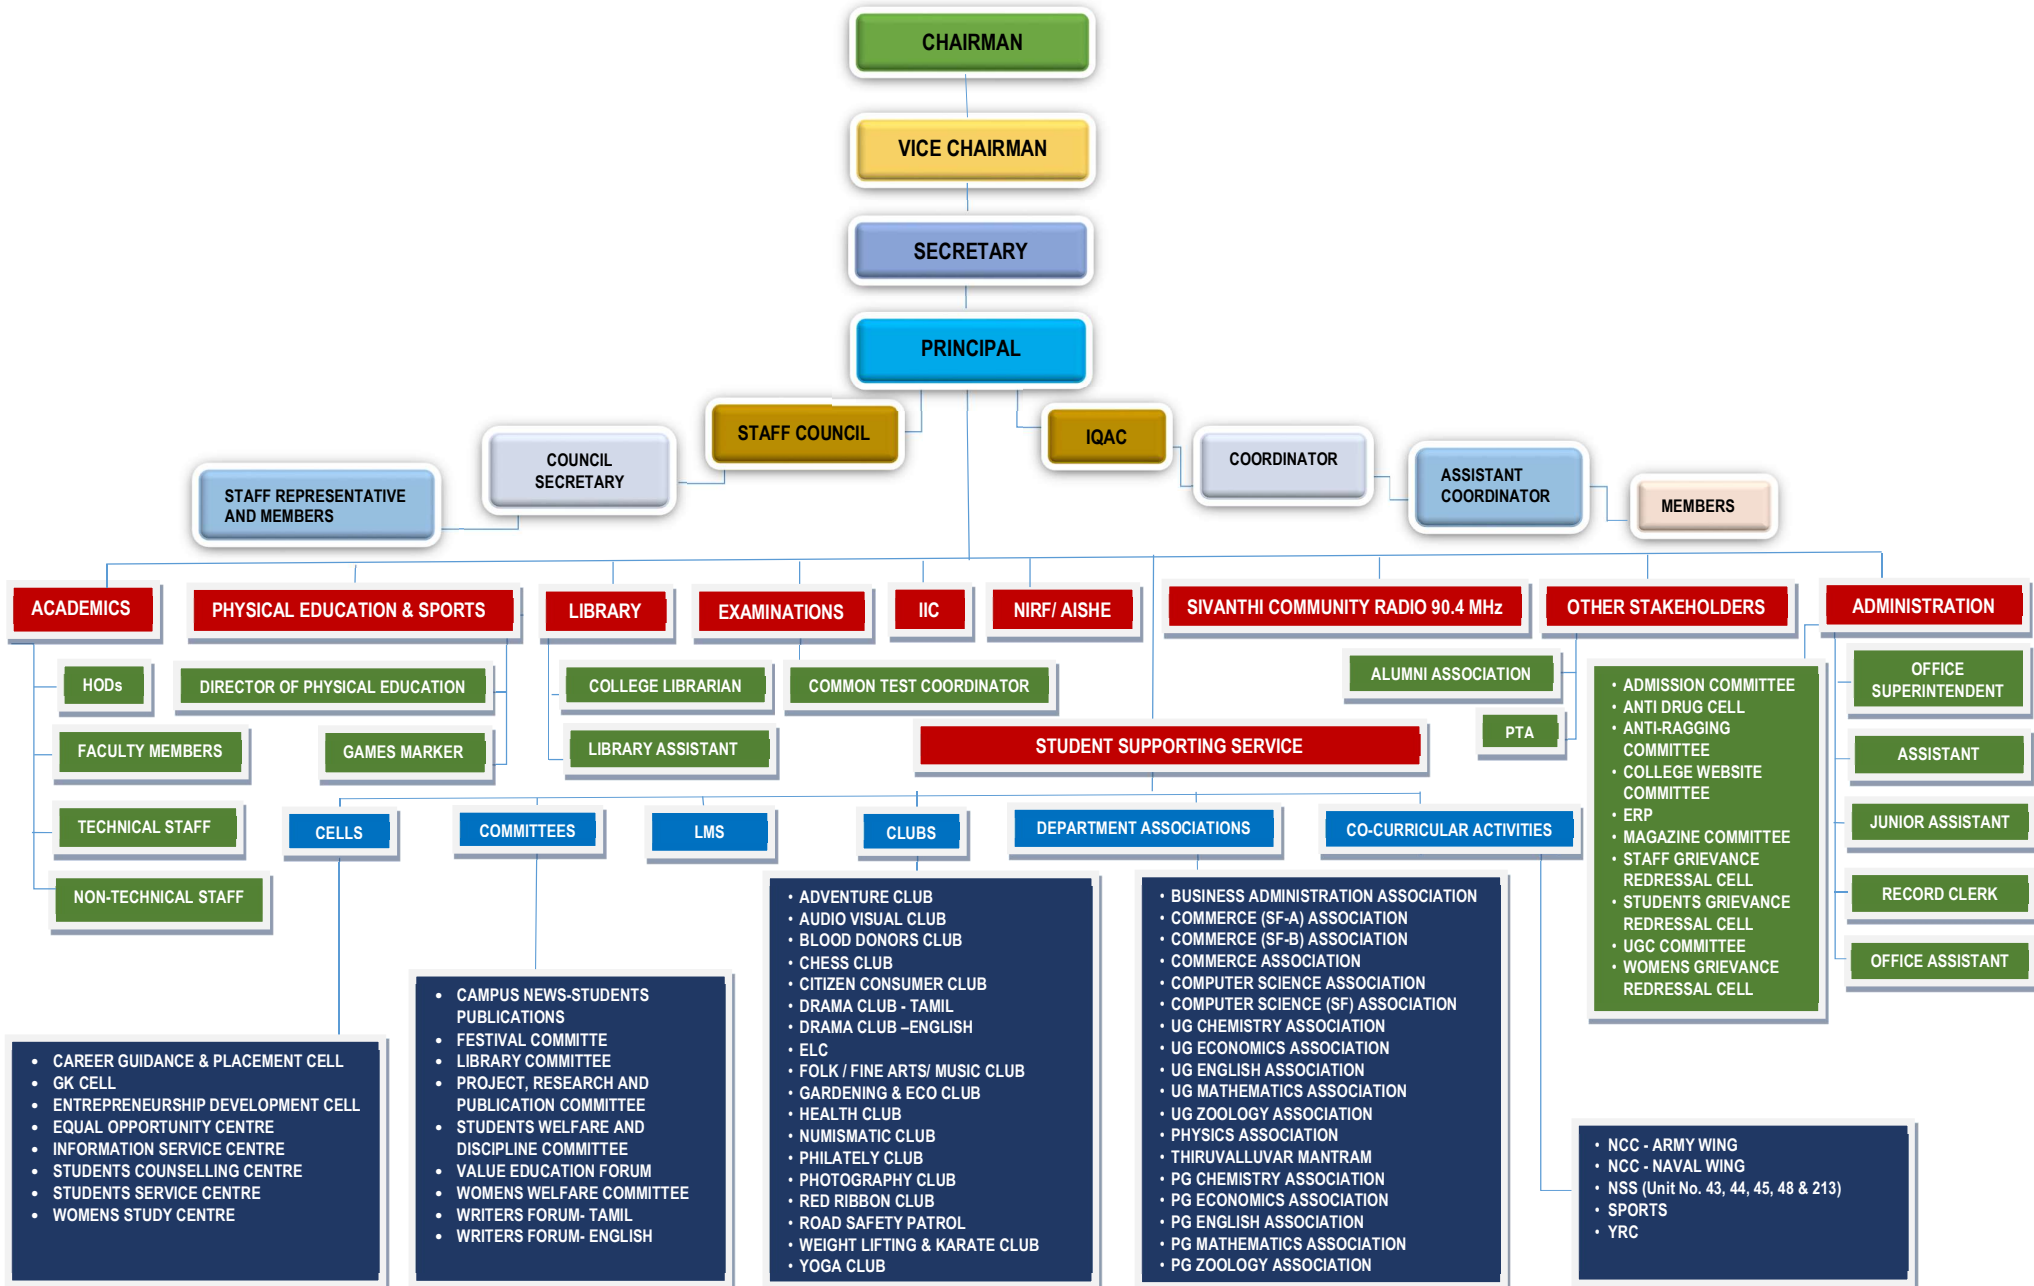 CHAIRMAN
VICE CHAIRMAN
SECRETARY
PRINCIPAL
STAFF COUNCIL
IQAC
COUNCIL
SECRETARY
COORDINATOR
STAFF REPRESENTATIVE
AND MEMBERS
ASSISTANT
COORDINATOR
MEMBERS
ACADEMICS
PHYSICAL EDUCATION & SPORTS
LIBRARY
EXAMINATIONS
IIC
NIRF/ AISHE
SIVANTHI COMMUNITY RADIO 90.4 MHz
OTHER STAKEHOLDERS
ADMINISTRATION
HODs
FACULTY MEMBERS
TECHNICAL STAFF
NON-TECHNICAL STAFF
DIRECTOR OF PHYSICAL EDUCATION
GAMES MARKER
COLLEGE LIBRARIAN
LIBRARY ASSISTANT
COMMON TEST COORDINATOR
ALUMNI ASSOCIATION
PTA
• ADMISSION COMMITTEE
• ANTI DRUG CELL
• ANTI-RAGGING
COMMITTEE
• COLLEGE WEBSITE
COMMITTEE
• ERP
• MAGAZINE COMMITTEE
• STAFF GRIEVANCE
REDRESSAL CELL
• STUDENTS GRIEVANCE
REDRESSAL CELL
• UGC COMMITTEE
• WOMENS GRIEVANCE
REDRESSAL CELL
OFFICE
SUPERINTENDENT
ASSISTANT
JUNIOR ASSISTANT
RECORD CLERK
OFFICE ASSISTANT
STUDENT SUPPORTING SERVICE
CELLS
COMMITTEES
LMS
CLUBS
DEPARTMENT ASSOCIATIONS
CO-CURRICULAR ACTIVITIES
• CAREER GUIDANCE & PLACEMENT CELL
• GK CELL
• ENTREPRENEURSHIP DEVELOPMENT CELL
• EQUAL OPPORTUNITY CENTRE
• INFORMATION SERVICE CENTRE
• STUDENTS COUNSELLING CENTRE
• STUDENTS SERVICE CENTRE
• WOMENS STUDY CENTRE
• CAMPUS NEWS-STUDENTS
PUBLICATIONS
• FESTIVAL COMMITTE
• LIBRARY COMMITTEE
• PROJECT, RESEARCH AND
PUBLICATION COMMITTEE
• STUDENTS WELFARE AND
DISCIPLINE COMMITTEE
• VALUE EDUCATION FORUM
• WOMENS WELFARE COMMITTEE
• WRITERS FORUM- TAMIL
• WRITERS FORUM- ENGLISH
• ADVENTURE CLUB
• AUDIO VISUAL CLUB
• BLOOD DONORS CLUB
• CHESS CLUB
• CITIZEN CONSUMER CLUB
• DRAMA CLUB - TAMIL
• DRAMA CLUB –ENGLISH
• ELC
• FOLK / FINE ARTS/ MUSIC CLUB
• GARDENING & ECO CLUB
• HEALTH CLUB
• NUMISMATIC CLUB
• PHILATELY CLUB
• PHOTOGRAPHY CLUB
• RED RIBBON CLUB
• ROAD SAFETY PATROL
• WEIGHT LIFTING & KARATE CLUB
• YOGA CLUB
• BUSINESS ADMINISTRATION ASSOCIATION
• COMMERCE (SF-A) ASSOCIATION
• COMMERCE (SF-B) ASSOCIATION
• COMMERCE ASSOCIATION
• COMPUTER SCIENCE ASSOCIATION
• COMPUTER SCIENCE (SF) ASSOCIATION
• UG CHEMISTRY ASSOCIATION
• UG ECONOMICS ASSOCIATION
• UG ENGLISH ASSOCIATION
• UG MATHEMATICS ASSOCIATION
• UG ZOOLOGY ASSOCIATION
• PHYSICS ASSOCIATION
• THIRUVALLUVAR MANTRAM
• PG CHEMISTRY ASSOCIATION
• PG ECONOMICS ASSOCIATION
• PG ENGLISH ASSOCIATION
• PG MATHEMATICS ASSOCIATION
• PG ZOOLOGY ASSOCIATION
• NCC - ARMY WING
• NCC - NAVAL WING
• NSS (Unit No. 43, 44, 45, 48 & 213)
• SPORTS
• YRC